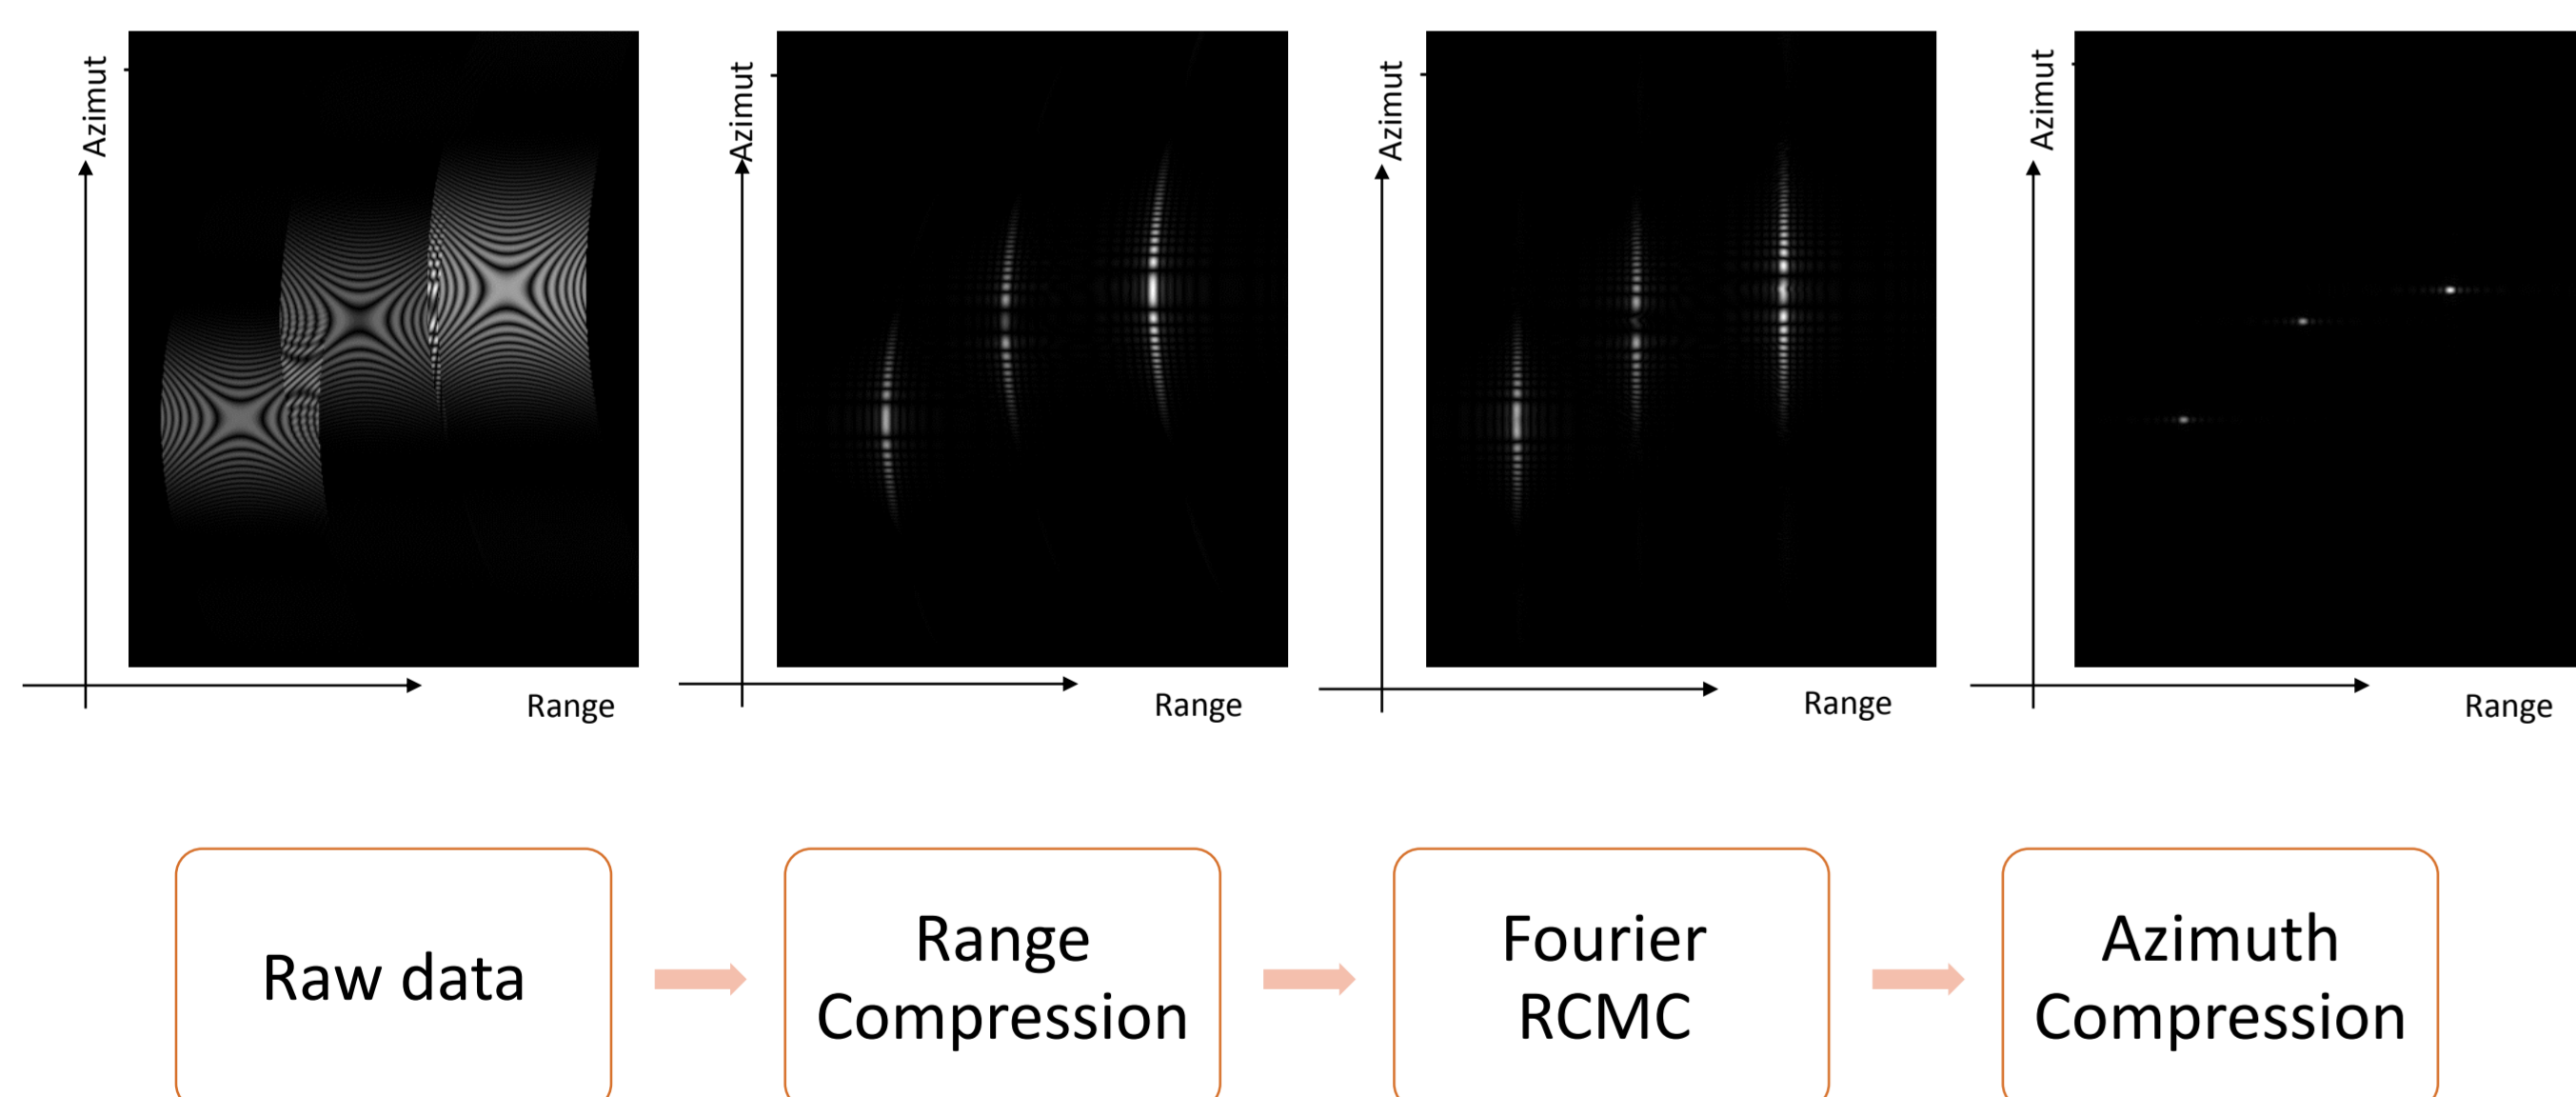 Azimut
Range
Azimut
Range
Azimut
Range
Azimut
Range
Raw data
Range
Compression
Fourier
RCMC
Azimuth
Compression